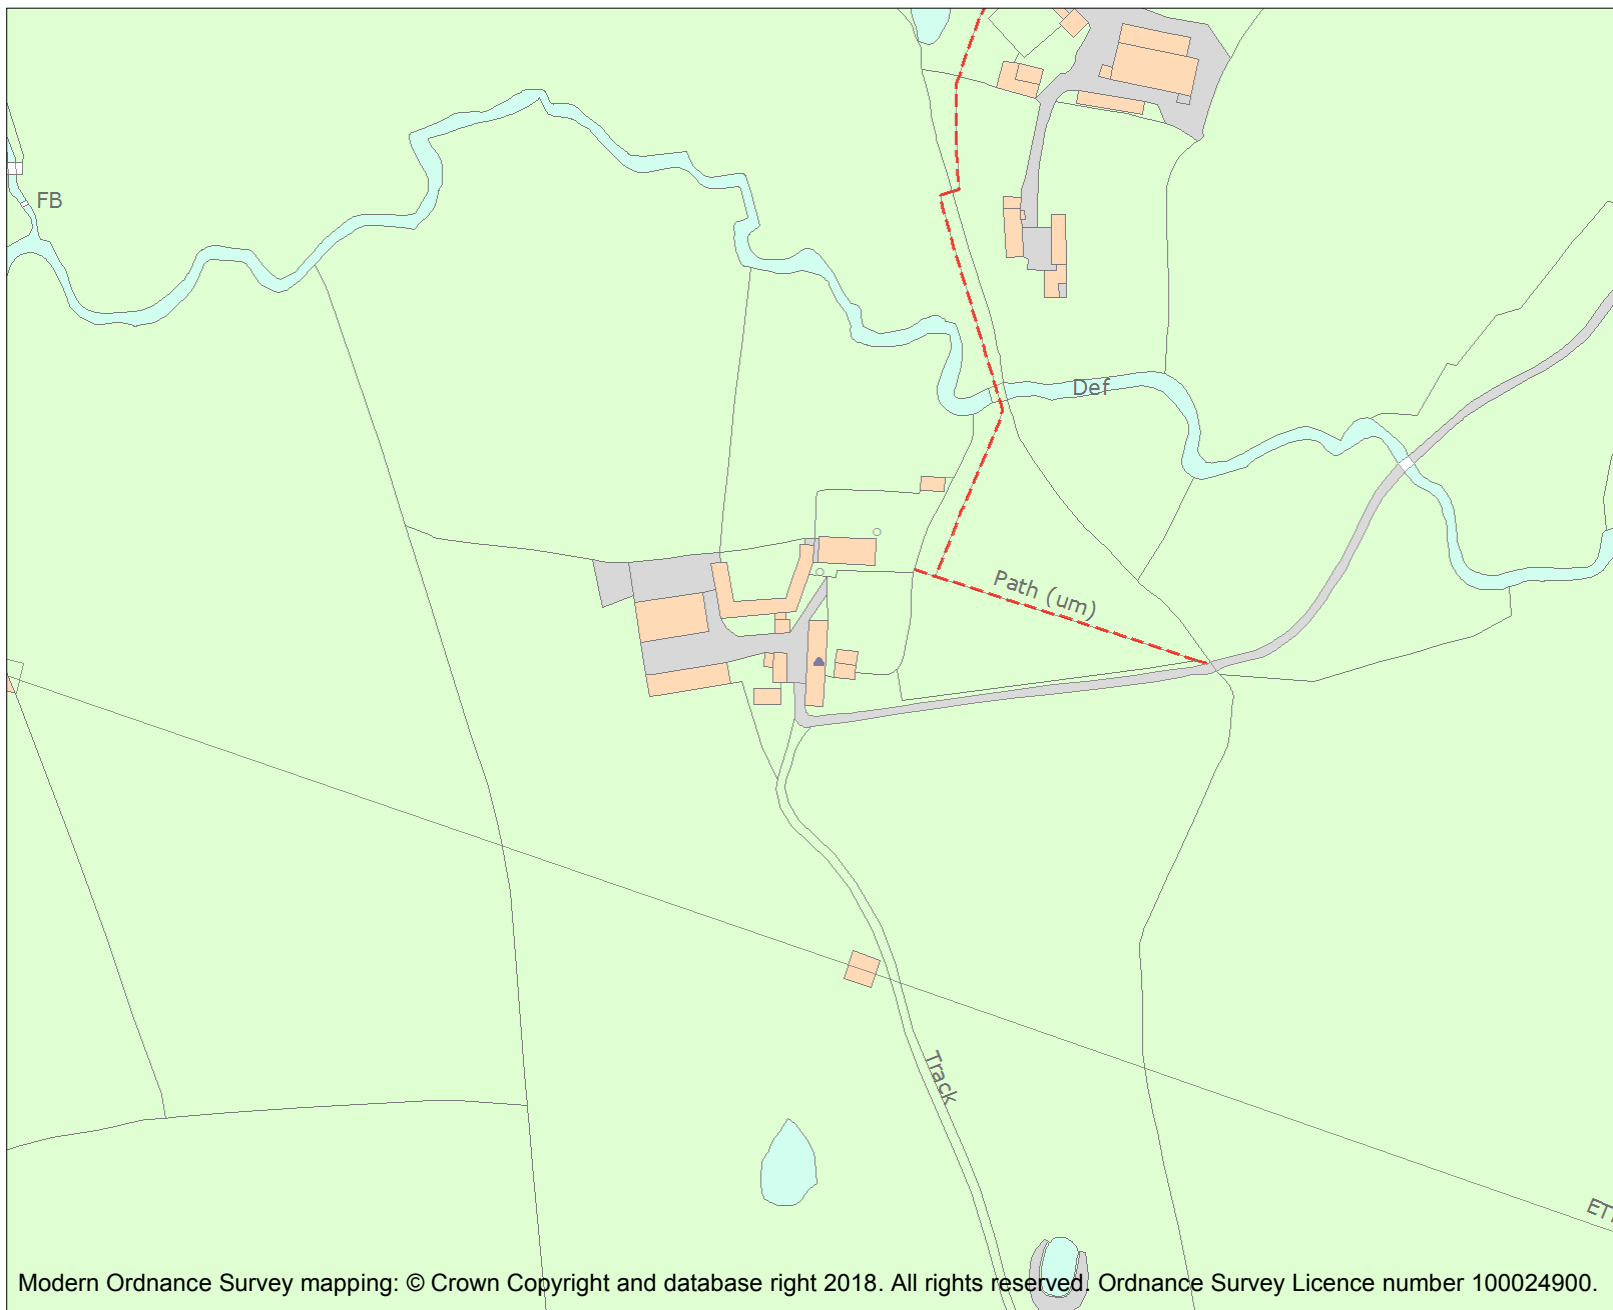 FB
Def
Path (um)
Track
Modern Ordnance Survey mapping: © Crown Copyright and database right 2018. All rights reserved. Ordnance Survey Licence number 100024900.